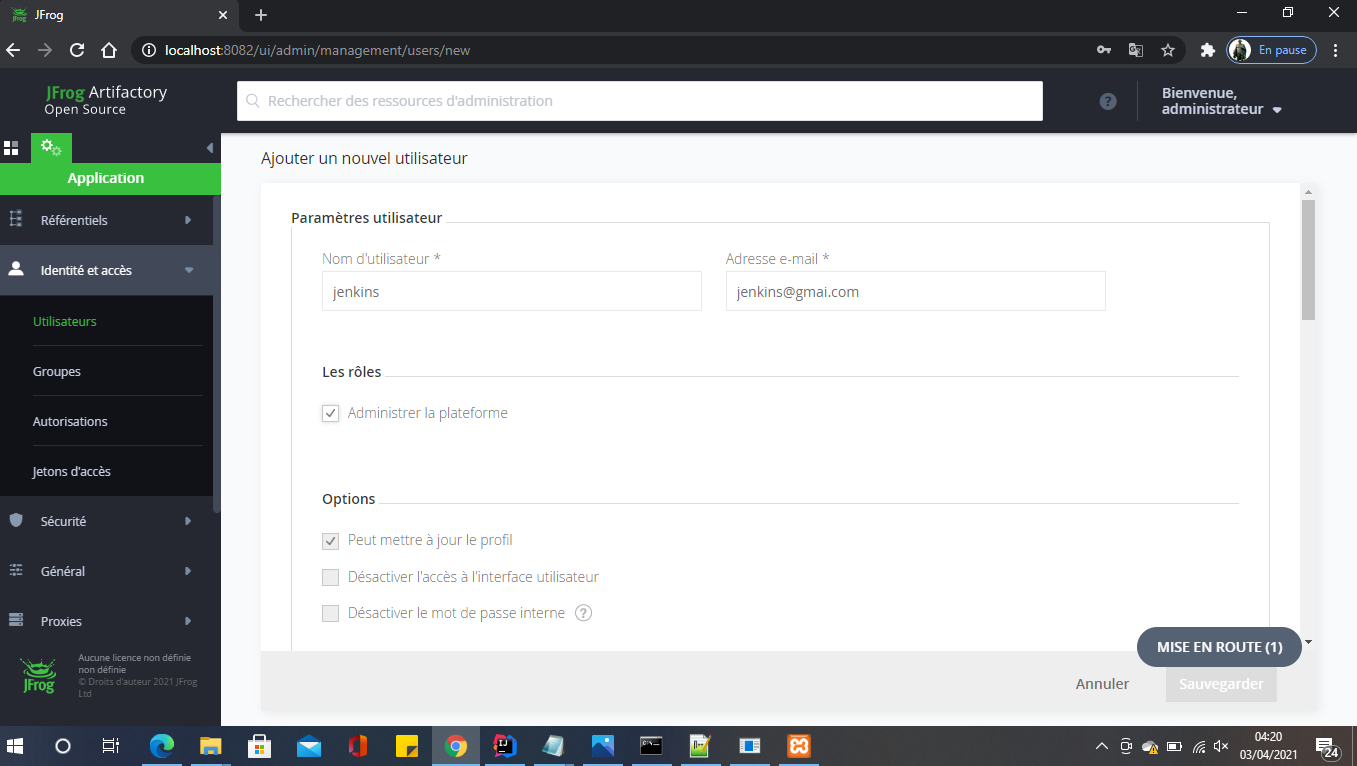 JFrog
localhost:8082/ui/admin/management/users/new
En pause
JFrog Artifactory
Open Source
Rechercher des ressources d'administration
?
Bienvenue,
administrateur
Application
Référentiels
Identité et accès
Utilisateurs
Groupes
Autorisations
Jetons d'accès
Sécurité
Général
Proxies
JFrog
Aucune licence non définie
non définie
© Droits d'auteur 2021 JFrog
Ltd
Ajouter un nouvel utilisateur
Paramètres utilisateur
Nom d'utilisateur *
Adresse e-mail *
jenkins
jenkins@gmai.com
Les rôles
Administrer la plateforme
Options
Peut mettre à jour le profil
Désactiver l'accès à l'interface utilisateur
Désactiver le mot de passe interne ?
MISE EN ROUTE (1)
Annuler
Sauvegarder
04:20
03/04/2021
24